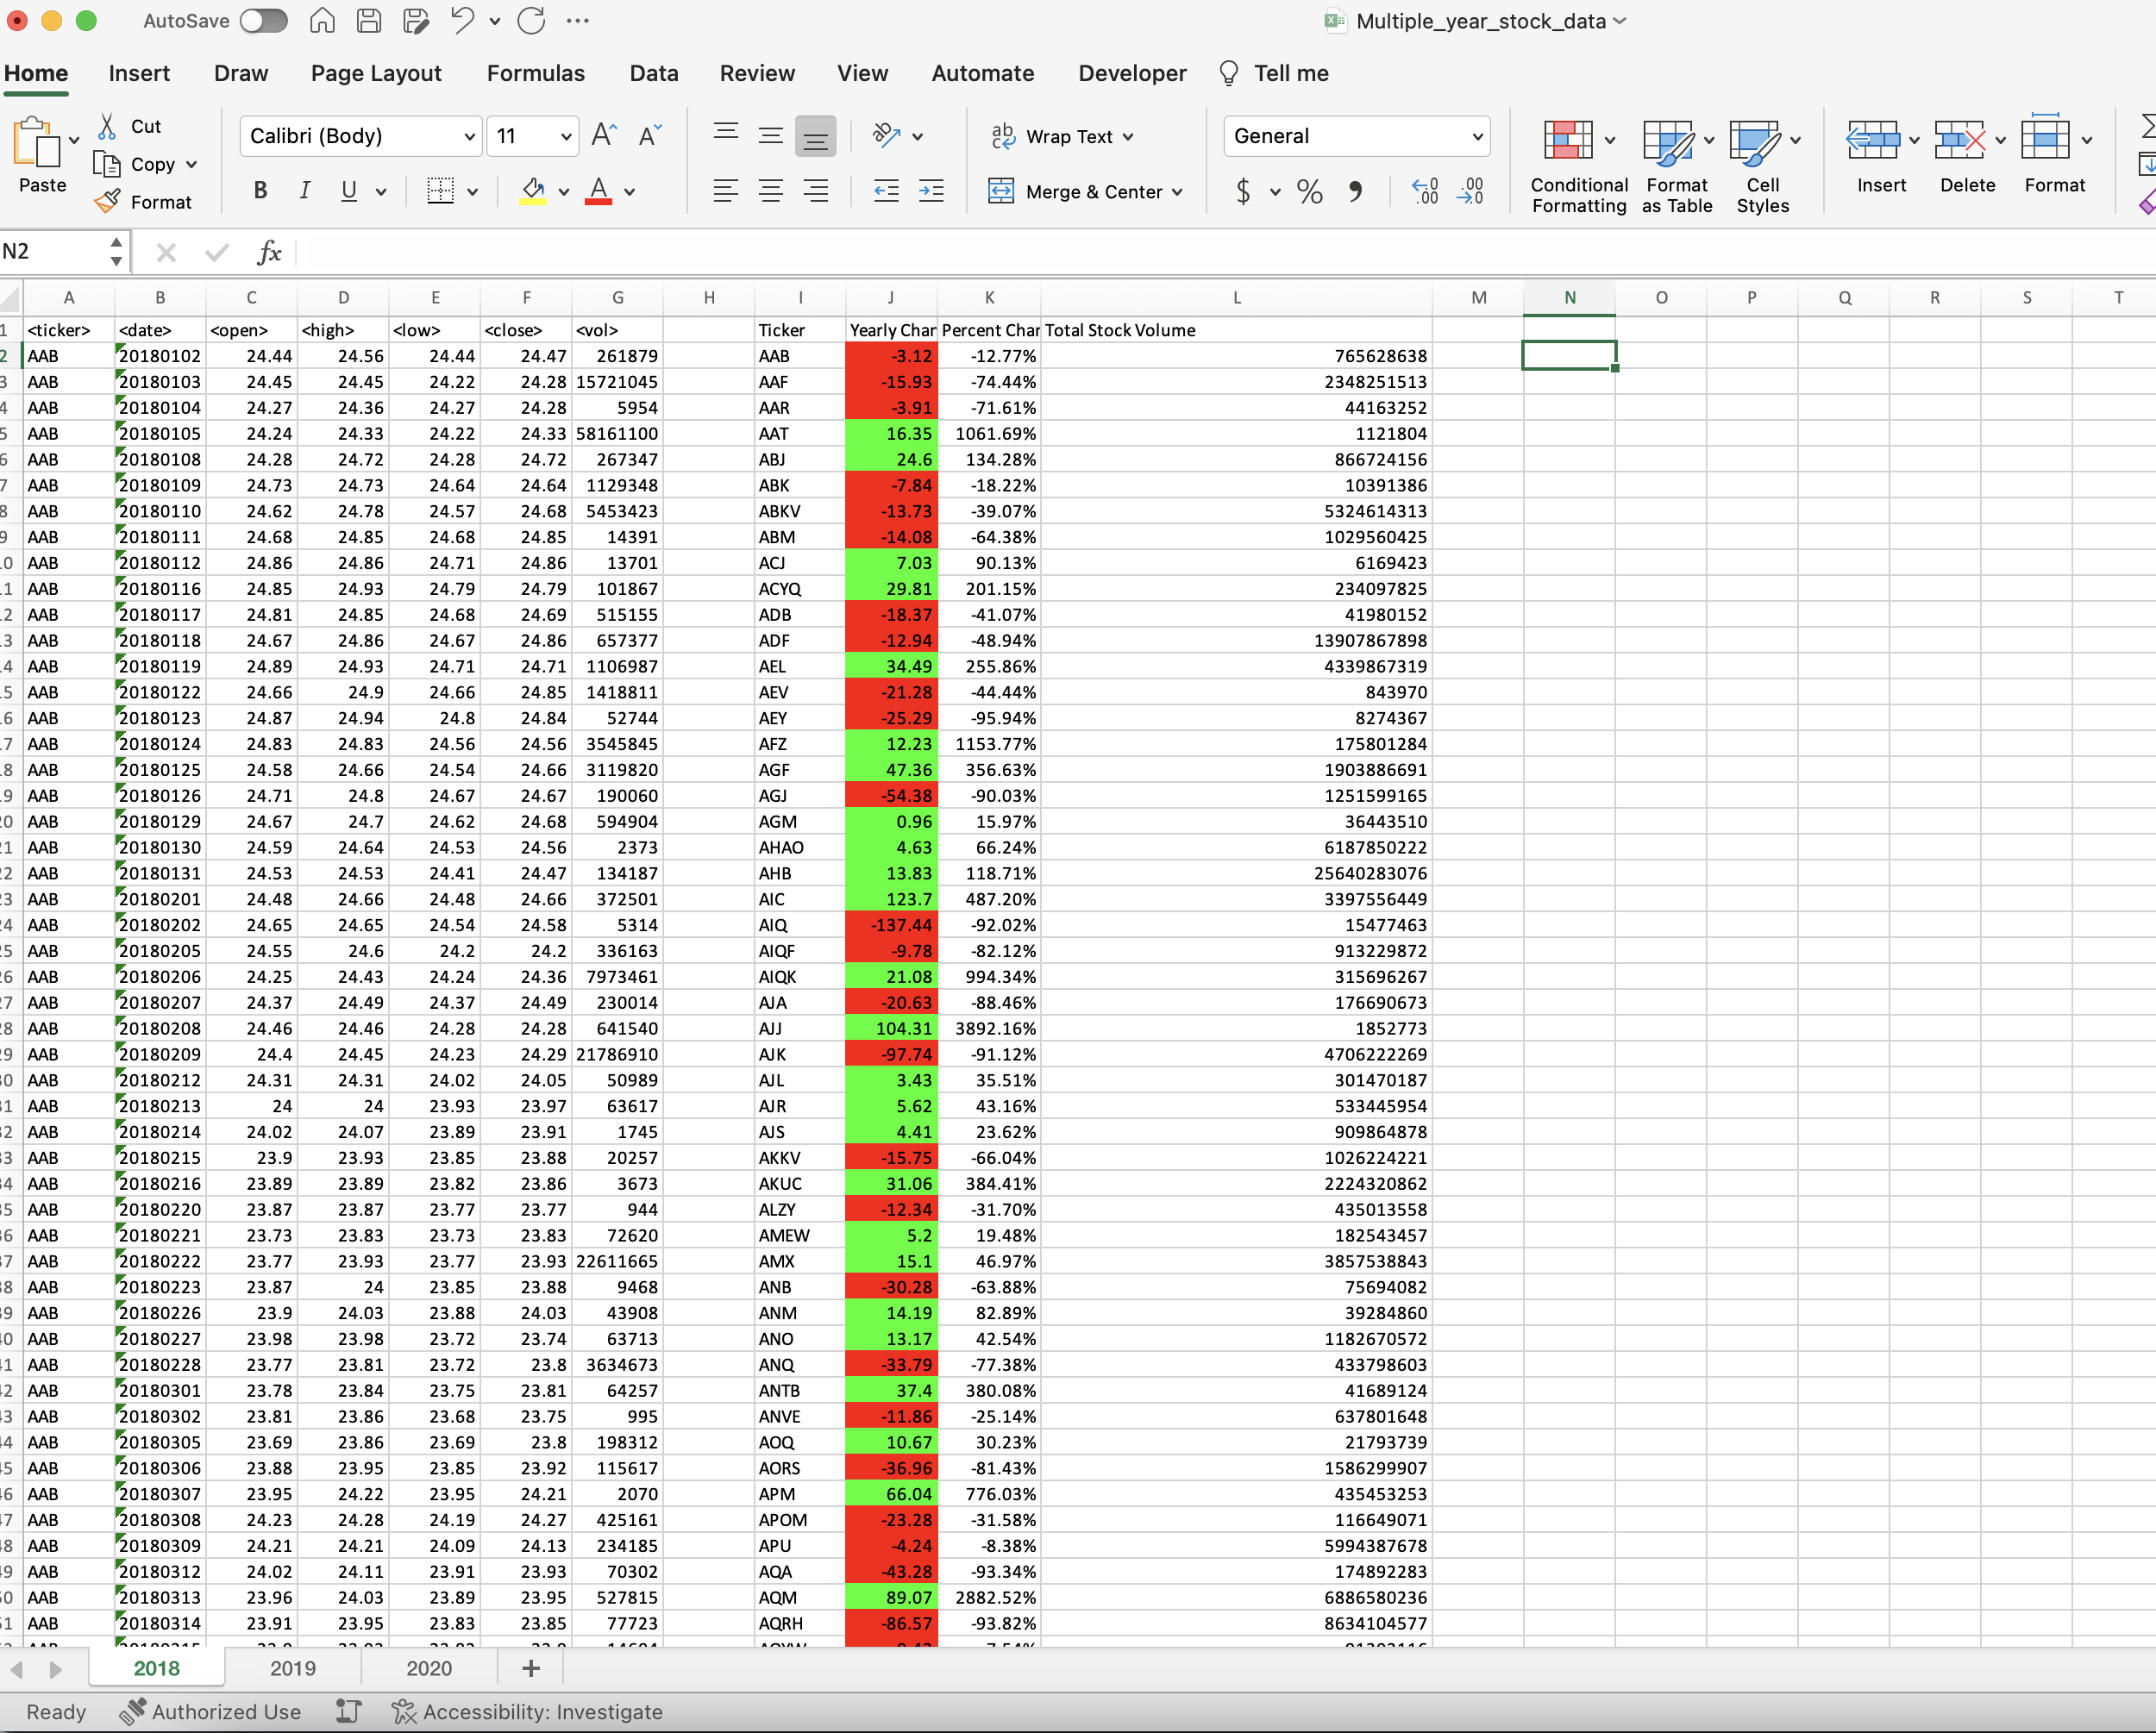 AutoSave Multiple_year_stock_data
Home Insert Draw Page Layout Formulas Data Review View Automate Developer Tell me
Paste Cut Copy Format Calibri (Body) 11 A A Wrap Text General Conditional Formatting Format as Table Cell Styles Insert Delete Format
B I U A Merge & Center $ % , .00 .00
N2 fx
A B C D E F G H I J K L M N O P Q R S T
1 <ticker> <date> <open> <high> <low> <close> <vol> Ticker Yearly Char Percent Char Total Stock Volume
2 AAB 20180102 24.44 24.56 24.44 24.47 261879 AAB -3.12 -12.77% 765628638
3 AAB 20180103 24.45 24.45 24.22 24.28 15721045 AAF -15.93 -74.44% 2348251513
4 AAB 20180104 24.27 24.36 24.27 24.28 5954 AAR -3.91 -71.61% 44163252
5 AAB 20180105 24.24 24.33 24.22 24.33 58161100 AAT 16.35 1061.69% 1121804
6 AAB 20180108 24.28 24.72 24.28 24.72 267347 ABJ 24.6 134.28% 866724156
7 AAB 20180109 24.73 24.73 24.64 24.64 1129348 ABK -7.84 -18.22% 10391386
8 AAB 20180110 24.62 24.78 24.57 24.68 5453423 ABKV -13.73 -39.07% 5324614313
9 AAB 20180111 24.68 24.85 24.68 24.85 14391 ABM -14.08 -64.38% 1029560425
0 AAB 20180112 24.86 24.86 24.71 24.86 13701 ACJ 7.03 90.13% 6169423
1 AAB 20180116 24.85 24.93 24.79 24.79 101867 ACYQ 29.81 201.15% 234097825
2 AAB 20180117 24.81 24.85 24.68 24.69 515155 ADB -18.37 -41.07% 41980152
3 AAB 20180118 24.67 24.86 24.67 24.86 657377 ADF -12.94 -48.94% 13907867898
4 AAB 20180119 24.89 24.93 24.71 24.71 1106987 AEL 34.49 255.86% 4339867319
5 AAB 20180122 24.66 24.9 24.66 24.85 1418811 AEV -21.28 -44.44% 843970
6 AAB 20180123 24.87 24.94 24.8 24.84 52744 AEY -25.29 -95.94% 8274367
7 AAB 20180124 24.83 24.83 24.56 24.56 3545845 AFZ 12.23 1153.77% 175801284
8 AAB 20180125 24.58 24.66 24.54 24.66 3119820 AGF 47.36 356.63% 1903886691
9 AAB 20180126 24.71 24.8 24.67 24.67 190060 AGJ -54.38 -90.03% 1251599165
0 AAB 20180129 24.67 24.7 24.62 24.68 594904 AGM 0.96 15.97% 36443510
1 AAB 20180130 24.59 24.64 24.53 24.56 2373 AHAO 4.63 66.24% 6187850222
2 AAB 20180131 24.53 24.53 24.41 24.47 134187 AHB 13.83 118.71% 25640283076
3 AAB 20180201 24.48 24.66 24.48 24.66 372501 AIC 123.7 487.20% 3397556449
4 AAB 20180202 24.65 24.65 24.54 24.58 5314 AIQ -137.44 -92.02% 15477463
5 AAB 20180205 24.55 24.6 24.2 24.2 336163 AIQF -9.78 -82.12% 913229872
6 AAB 20180206 24.25 24.43 24.24 24.36 7973461 AIQK 21.08 994.34% 315696267
7 AAB 20180207 24.37 24.49 24.37 24.49 230014 AJA -20.63 -88.46% 176690673
8 AAB 20180208 24.46 24.46 24.28 24.28 641540 AJJ 104.31 3892.16% 1852773
9 AAB 20180209 24.4 24.45 24.23 24.29 21786910 AJK -97.74 -91.12% 4706222269
0 AAB 20180212 24.31 24.31 24.02 24.05 50989 AJL 3.43 35.51% 301470187
1 AAB 20180213 24 24 23.93 23.97 63617 AJR 5.62 43.16% 533445954
2 AAB 20180214 24.02 24.07 23.89 23.91 1745 AJS 4.41 23.62% 909864878
3 AAB 20180215 23.9 23.93 23.85 23.88 20257 AKKV -15.75 -66.04% 1026224221
4 AAB 20180216 23.89 23.89 23.82 23.86 3673 AKUC 31.06 384.41% 2224320862
5 AAB 20180220 23.87 23.87 23.77 23.77 944 ALZY -12.34 -31.70% 435013558
6 AAB 20180221 23.73 23.83 23.73 23.83 72620 AMEW 5.2 19.48% 182543457
7 AAB 20180222 23.77 23.93 23.77 23.93 22611665 AMX 15.1 46.97% 3857538843
8 AAB 20180223 23.87 24 23.85 23.88 9468 ANB -30.28 -63.88% 75694082
9 AAB 20180226 23.9 24.03 23.88 24.03 43908 ANM 14.19 82.89% 39284860
0 AAB 20180227 23.98 23.98 23.72 23.74 63713 ANO 13.17 42.54% 1182670572
1 AAB 20180228 23.77 23.81 23.72 23.8 3634673 ANQ -33.79 -77.38% 433798603
2 AAB 20180301 23.78 23.84 23.75 23.81 64257 ANTB 37.4 380.08% 41689124
3 AAB 20180302 23.81 23.86 23.68 23.75 995 ANVE -11.86 -25.14% 637801648
4 AAB 20180305 23.69 23.86 23.69 23.8 198312 AOQ 10.67 30.23% 21793739
5 AAB 20180306 23.88 23.95 23.85 23.92 115617 AORS -36.96 -81.43% 1586299907
6 AAB 20180307 23.95 24.22 23.95 24.21 2070 APM 66.04 776.03% 435453253
7 AAB 20180308 24.23 24.28 24.19 24.27 425161 APOM -23.28 -31.58% 116649071
8 AAB 20180309 24.21 24.21 24.09 24.13 234185 APU -4.24 -8.38% 5994387678
9 AAB 20180312 24.02 24.11 23.91 23.93 70302 AQA -43.28 -93.34% 174892283
0 AAB 20180313 23.96 24.03 23.89 23.95 527815 AQM 89.07 2882.52% 6886580236
1 AAB 20180314 23.91 23.95 23.83 23.85 77723 AQRH -86.57 -93.82% 8634104577
2018 2019 2020 +
Ready Authorized Use Accessibility: Investigate